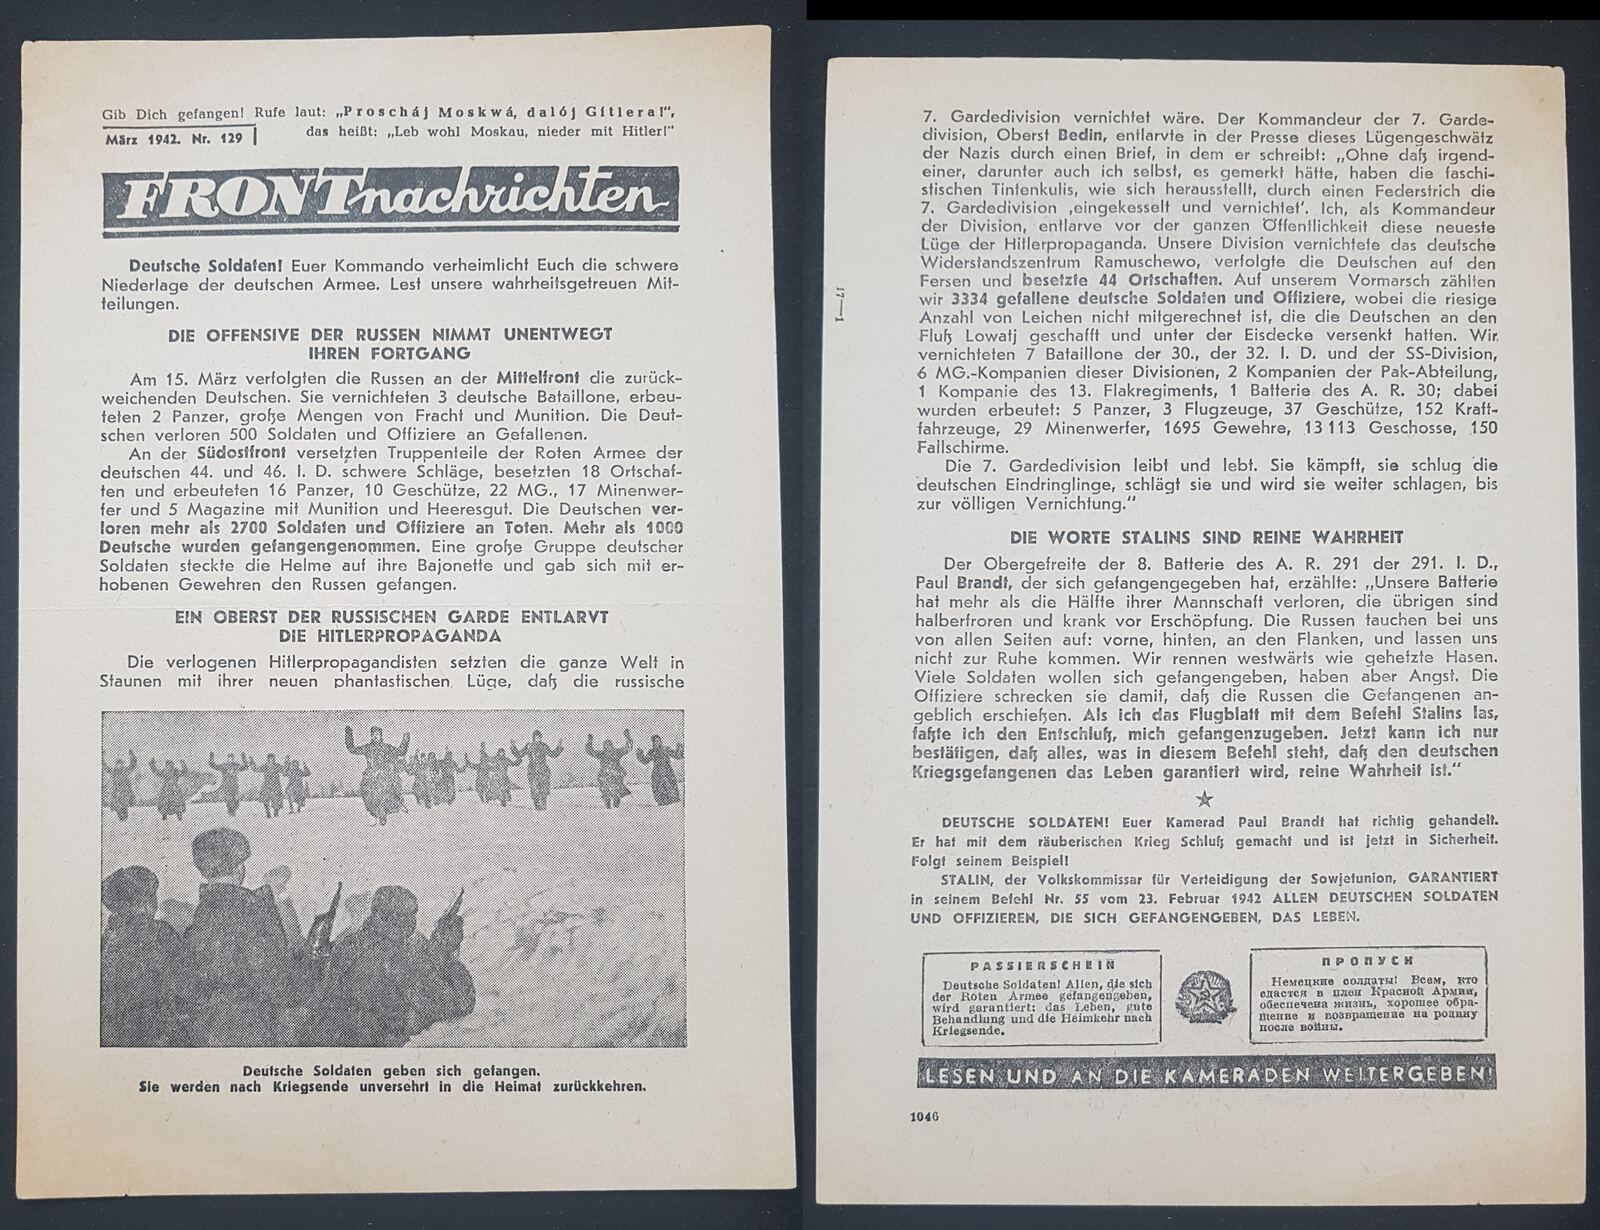 Gib Dich gefangen! Rufe laut: „Proscháj Moskwá, dalój Gítlera!",
März 1942. Nr. 129
das heißt: „Leb wohl Moskau, nieder mit Hitler!"
FRONTnachrichten
Deutsche Soldaten! Euer Kommando verheimlicht Euch die schwere
Niederlage der deutschen Armee. Lest unsere wahrheitsgetreuen Mit-
teilungen.
DIE OFFENSIVE DER RUSSEN NIMMT UNENTWEGT
IHREN FORTGANG
Am 15. März verfolgten die Russen an der Mittelfront die zurück-
weichenden Deutschen. Sie vernichteten 3 deutsche Bataillone, erbeu-
teten 2 Panzer, große Mengen von Fracht und Munition. Die Deut-
schen verloren 500 Soldaten und Offiziere an Gefallenen.
An der Südostfront versetzten Truppenteile der Roten Armee der
deutschen 44. und 46. I. D. schwere Schläge, besetzten 18 Ortschaf-
ten und erbeuteten 16 Panzer, 10 Geschütze, 22 MG., 17 Minenwer-
fer und 5 Magazine mit Munition und Heeresgut. Die Deutschen ver-
loren mehr als 2700 Soldaten und Offiziere an Toten. Mehr als 1000
Deutsche wurden gefangengenommen. Eine große Gruppe deutscher
Soldaten steckte die Helme auf ihre Bajonette und gab sich mit er-
hobenen Gewehren den Russen gefangen.
EIN OBERST DER RUSSISCHEN GARDE ENTLARVT
DIE HITLERPROPAGANDA
Die verlogenen Hitlerpropagandisten setzten die ganze Welt in
Staunen mit ihrer neuen phantastischen Lüge, daß die russische
Deutsche Soldaten geben sich gefangen.
Sie werden nach Kriegsende unversehrt in die Heimat zurückkehren.
7. Gardedivision vernichtet wäre. Der Kommandeur der 7. Garde-
division, Oberst Bedin, entlarvte in der Presse dieses Lügengeschwätz
der Nazis durch einen Brief, in dem er schreibt: „Ohne daß irgend-
einer, darunter auch ich selbst, es gemerkt hätte, haben die faschi-
stischen Tintenkulis, wie sich herausstellt, durch einen Federstrich die
7. Gardedivision ‚eingekesselt und vernichtet'. Ich, als Kommandeur
der Division, entlarve vor der ganzen Öffentlichkeit diese neueste
Lüge der Hitlerpropaganda. Unsere Division vernichtete das deutsche
Widerstandszentrum Ramuschewo, verfolgte die Deutschen auf den
Fersen und besetzte 44 Ortschaften. Auf unserem Vormarsch zählten
wir 3334 gefallene deutsche Soldaten und Offiziere, wobei die riesige
Anzahl von Leichen nicht mitgerechnet ist, die die Deutschen an den
Fluß Lowatj geschafft und unter der Eisdecke versenkt hatten. Wir
vernichteten 7 Bataillone der 30., der 32. I. D. und der SS-Division,
6 MG.-Kompanien dieser Divisionen, 2 Kompanien der Pak-Abteilung,
1 Kompanie des 13. Flakregiments, 1 Batterie des A. R. 30; dabei
wurden erbeutet: 5 Panzer, 3 Flugzeuge, 37 Geschütze, 152 Kraft-
fahrzeuge, 29 Minenwerfer, 1695 Gewehre, 13 113 Geschosse, 150
Fallschirme.
Die 7. Gardedivision leibt und lebt. Sie kämpft, sie schlug die
deutschen Eindringlinge, schlägt sie und wird sie weiter schlagen, bis
zur völligen Vernichtung."
17—1
DIE WORTE STALINS SIND REINE WAHRHEIT
Der Obergefreite der 8. Batterie des A. R. 291 der 291. I. D.,
Paul Brandt, der sich gefangengegeben hat, erzählte: „Unsere Batterie
hat mehr als die Hälfte ihrer Mannschaft verloren, die übrigen sind
halberfroren und krank vor Erschöpfung. Die Russen tauchen bei uns
von allen Seiten auf: vorne, hinten, an den Flanken, und lassen uns
nicht zur Ruhe kommen. Wir rennen westwärts wie gehetzte Hasen.
Viele Soldaten wollen sich gefangengeben, haben aber Angst. Die
Offiziere schrecken sie damit, daß die Russen die Gefangenen an-
geblich erschießen. Als ich das Flugblatt mit dem Befehl Stalins las,
faßte ich den Entschluß, mich gefangenzugeben. Jetzt kann ich nur
bestätigen, daß alles, was in diesem Befehl steht, daß den deutschen
Kriegsgefangenen das Leben garantiert wird, reine Wahrheit ist."
DEUTSCHE SOLDATEN! Euer Kamerad Paul Brandt hat richtig gehandelt.
Er hat mit dem räuberischen Krieg Schluß gemacht und ist jetzt in Sicherheit.
Folgt seinem Beispiel!
STALIN, der Volkskommissar für Verteidigung der Sowjetunion, GARANTIERT
in seinem Befehl Nr. 55 vom 23. Februar 1942 ALLEN DEUTSCHEN SOLDATEN
UND OFFIZIEREN, DIE SICH GEFANGENGEBEN, DAS LEBEN.
PASSIERSCHEIN
Deutsche Soldaten! Allen, die sich
der Roten Armee gefangengeben,
wird garantiert: das Leben, gute
Behandlung und die Heimkehr nach
Kriegsende.
ПРОПУСК
Немецкие солдаты! Всем, кто
сдастся в плен Красной Армии,
обеспечена жизнь, хорошее обра-
щение и возвращение на родину
после войны.
LESEN UND AN DIE KAMERADEN WEITERGEBEN!
1046